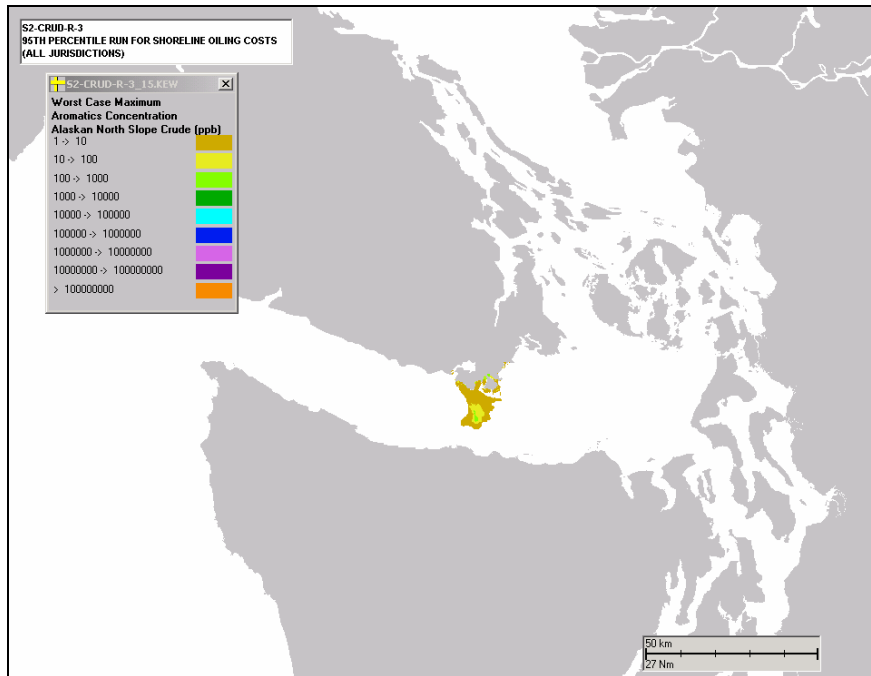 S2-CRUD-R-3
95TH PERCENTILE RUN FOR SHORELINE OILING COSTS
(ALL JURISDICTIONS)
S2-CRUD-R-3_1S.KEW
Worst Case Maximum
Aromatics Concentration
Alaskan North Slope Crude (ppb)
1 -> 10
10 -> 100
100 -> 1000
1000 -> 10000
10000 -> 100000
100000 -> 1000000
1000000 -> 10000000
10000000 -> 100000000
> 100000000
50 km
27 Nm